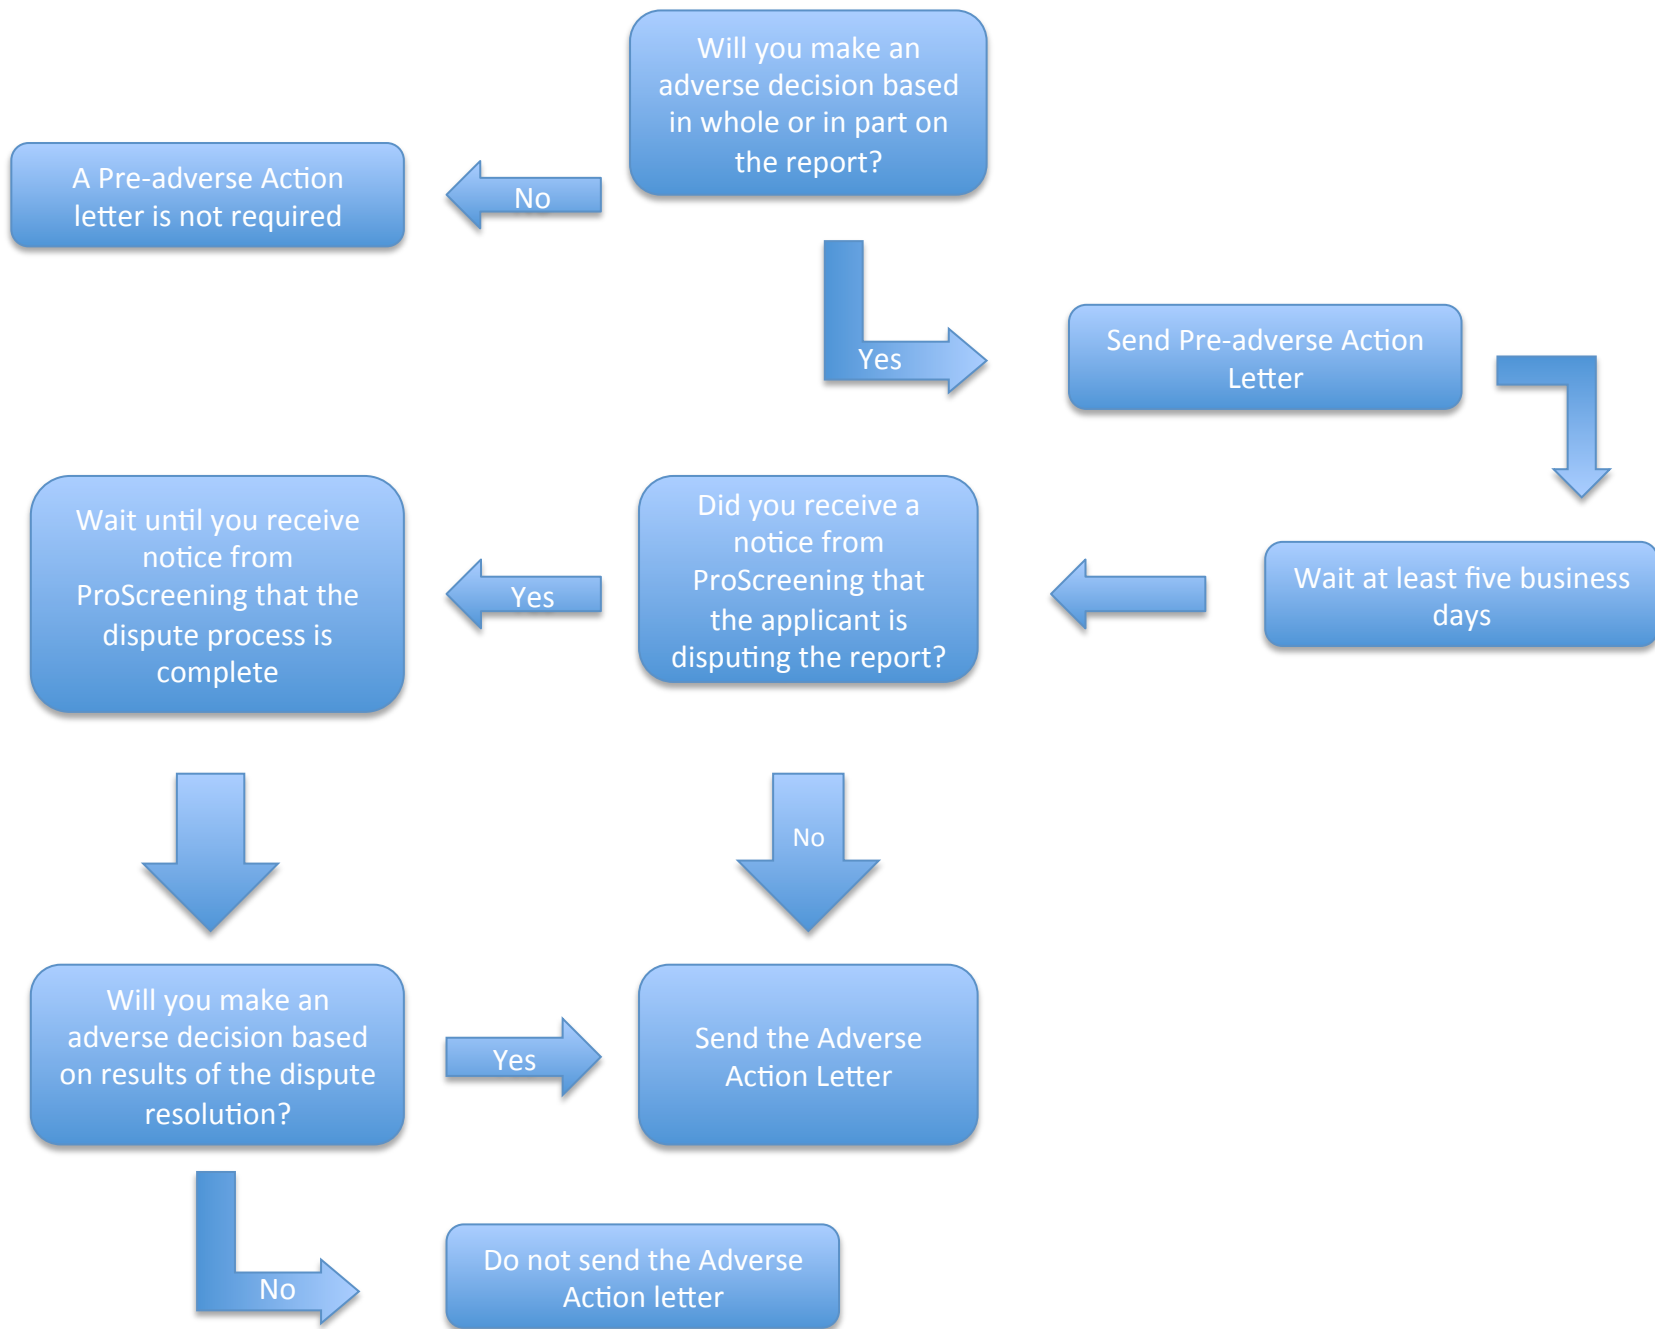 Will you make an
adverse decision based
in whole or in part on
the report?
No
A Pre-adverse Action
letter is not required
Yes
Send Pre-adverse Action
Letter
Wait at least five business
days
Did you receive a
notice from
ProScreening that
the applicant is
disputing the report?
Yes
Wait until you receive
notice from
ProScreening that the
dispute process is
complete
No
Will you make an
adverse decision based
on results of the dispute
resolution?
Yes
Send the Adverse
Action Letter
No
Do not send the Adverse
Action letter